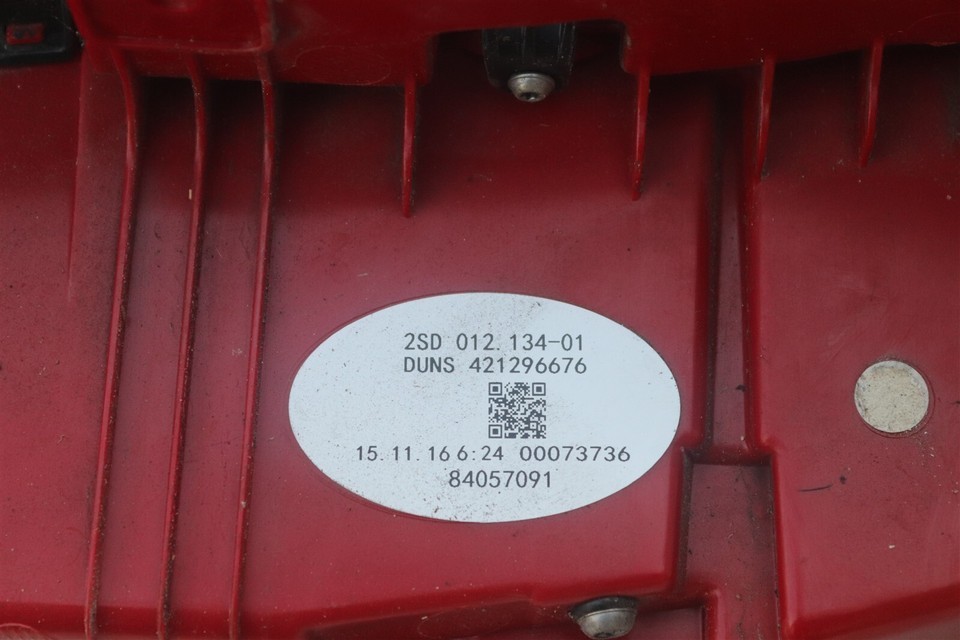 2SD 012.134-01
DUNS 421296676
15.11.16 6:24 00073736
84057091